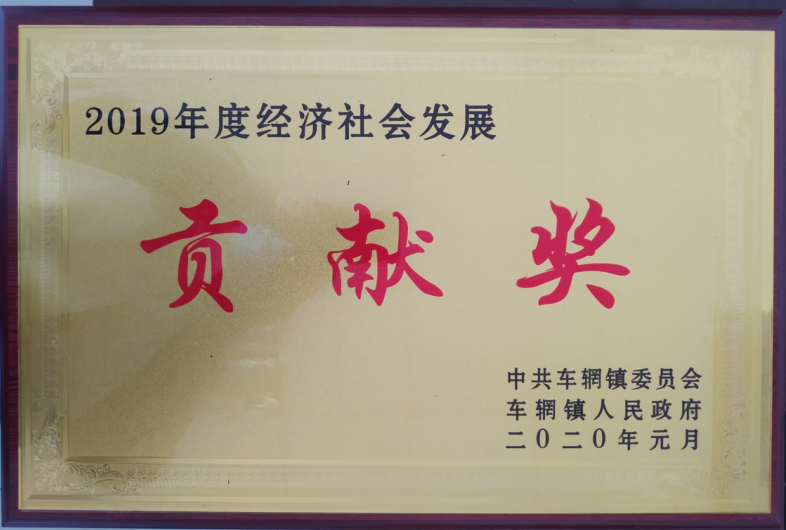 2019年度经济社会发展
贡献奖
中共车辋镇委员会
车辋镇人民政府
二〇二〇年元月